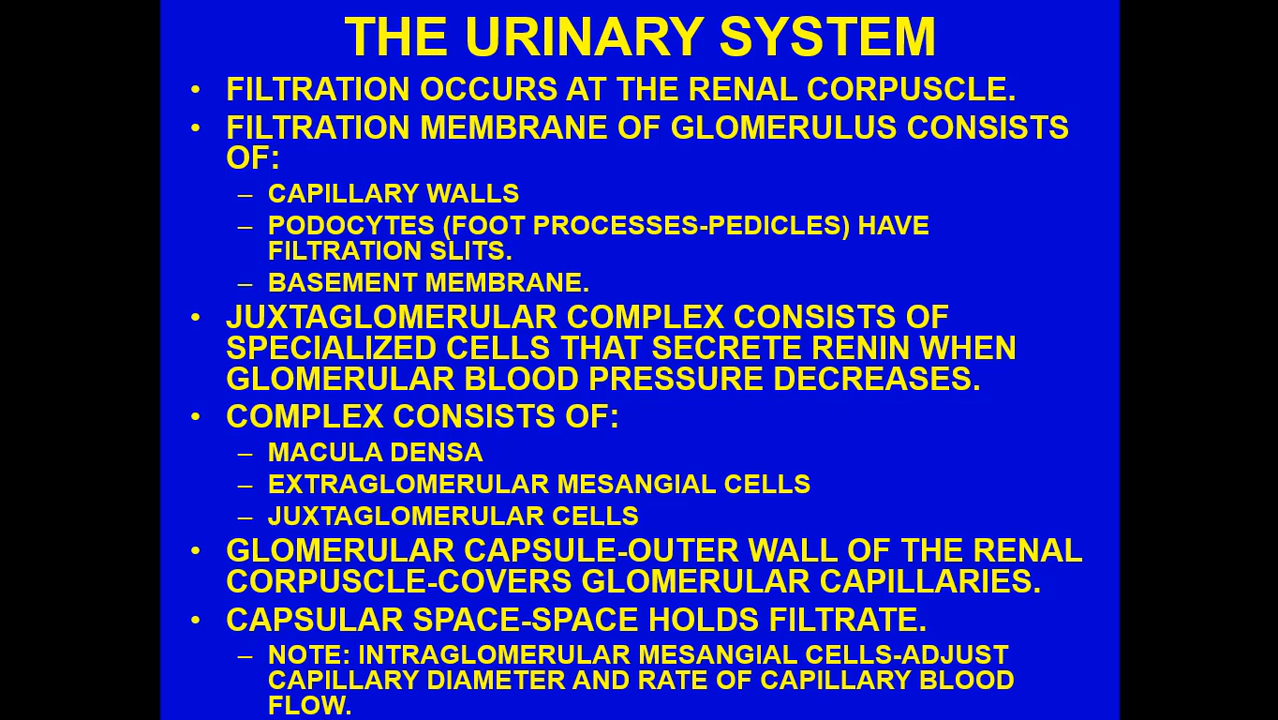 THE URINARY SYSTEM
• FILTRATION OCCURS AT THE RENAL CORPUSCLE.
• FILTRATION MEMBRANE OF GLOMERULUS CONSISTS
OF:
– CAPILLARY WALLS
– PODOCYTES (FOOT PROCESSES-PEDICLES) HAVE
FILTRATION SLITS.
– BASEMENT MEMBRANE.
• JUXTAGLOMERULAR COMPLEX CONSISTS OF
SPECIALIZED CELLS THAT SECRETE RENIN WHEN
GLOMERULAR BLOOD PRESSURE DECREASES.
• COMPLEX CONSISTS OF:
– MACULA DENSA
– EXTRAGLOMERULAR MESANGIAL CELLS
– JUXTAGLOMERULAR CELLS
• GLOMERULAR CAPSULE-OUTER WALL OF THE RENAL
CORPUSCLE-COVERS GLOMERULAR CAPILLARIES.
• CAPSULAR SPACE-SPACE HOLDS FILTRATE.
– NOTE: INTRAGLOMERULAR MESANGIAL CELLS-ADJUST
CAPILLARY DIAMETER AND RATE OF CAPILLARY BLOOD
FLOW.